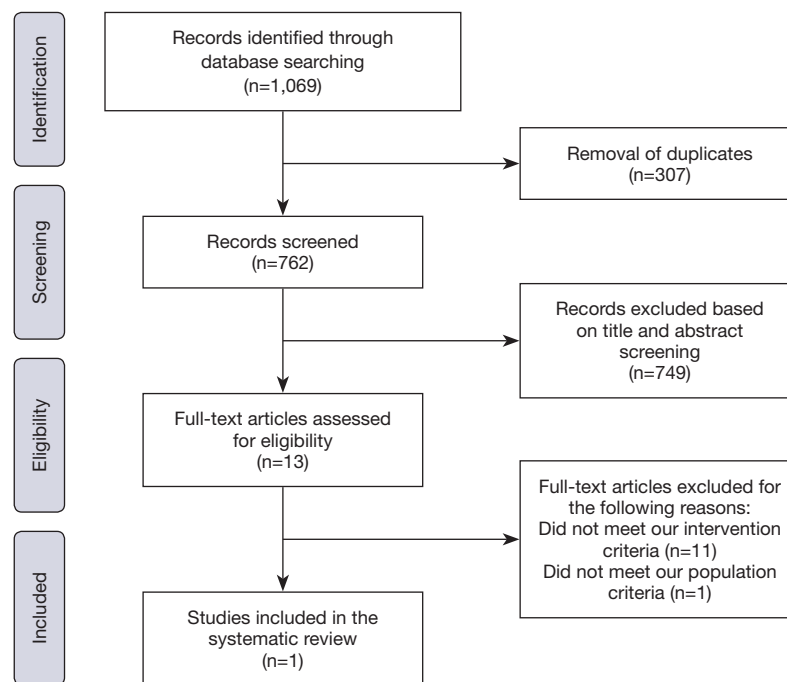 Identification
Records identified through
database searching
(n=1,069)
Removal of duplicates
(n=307)
Screening
Records screened
(n=762)
Records excluded based
on title and abstract
screening
(n=749)
Eligibility
Full-text articles assessed
for eligibility
(n=13)
Full-text articles excluded for
the following reasons:
Did not meet our intervention
criteria (n=11)
Did not meet our population
criteria (n=1)
Included
Studies included in the
systematic review
(n=1)